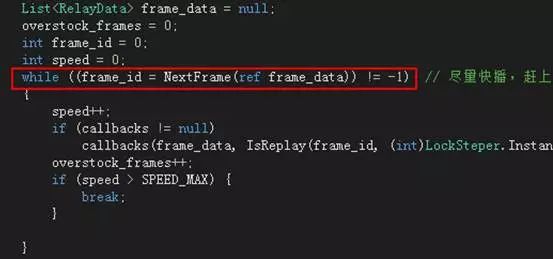 List<RelayData> frame_data = null;
overstock_frames = 0;
int frame_id = 0;
int speed = 0;
while ((frame_id = NextFrame(ref frame_data)) != -1) // 尽量快播，赶上
{
speed++;
if (callbacks != null)
callbacks(frame_data, IsReplay(frame_id, (int)LockSteper.Instan
overstock_frames++;
if (speed > SPEED_MAX) {
break;
}
}